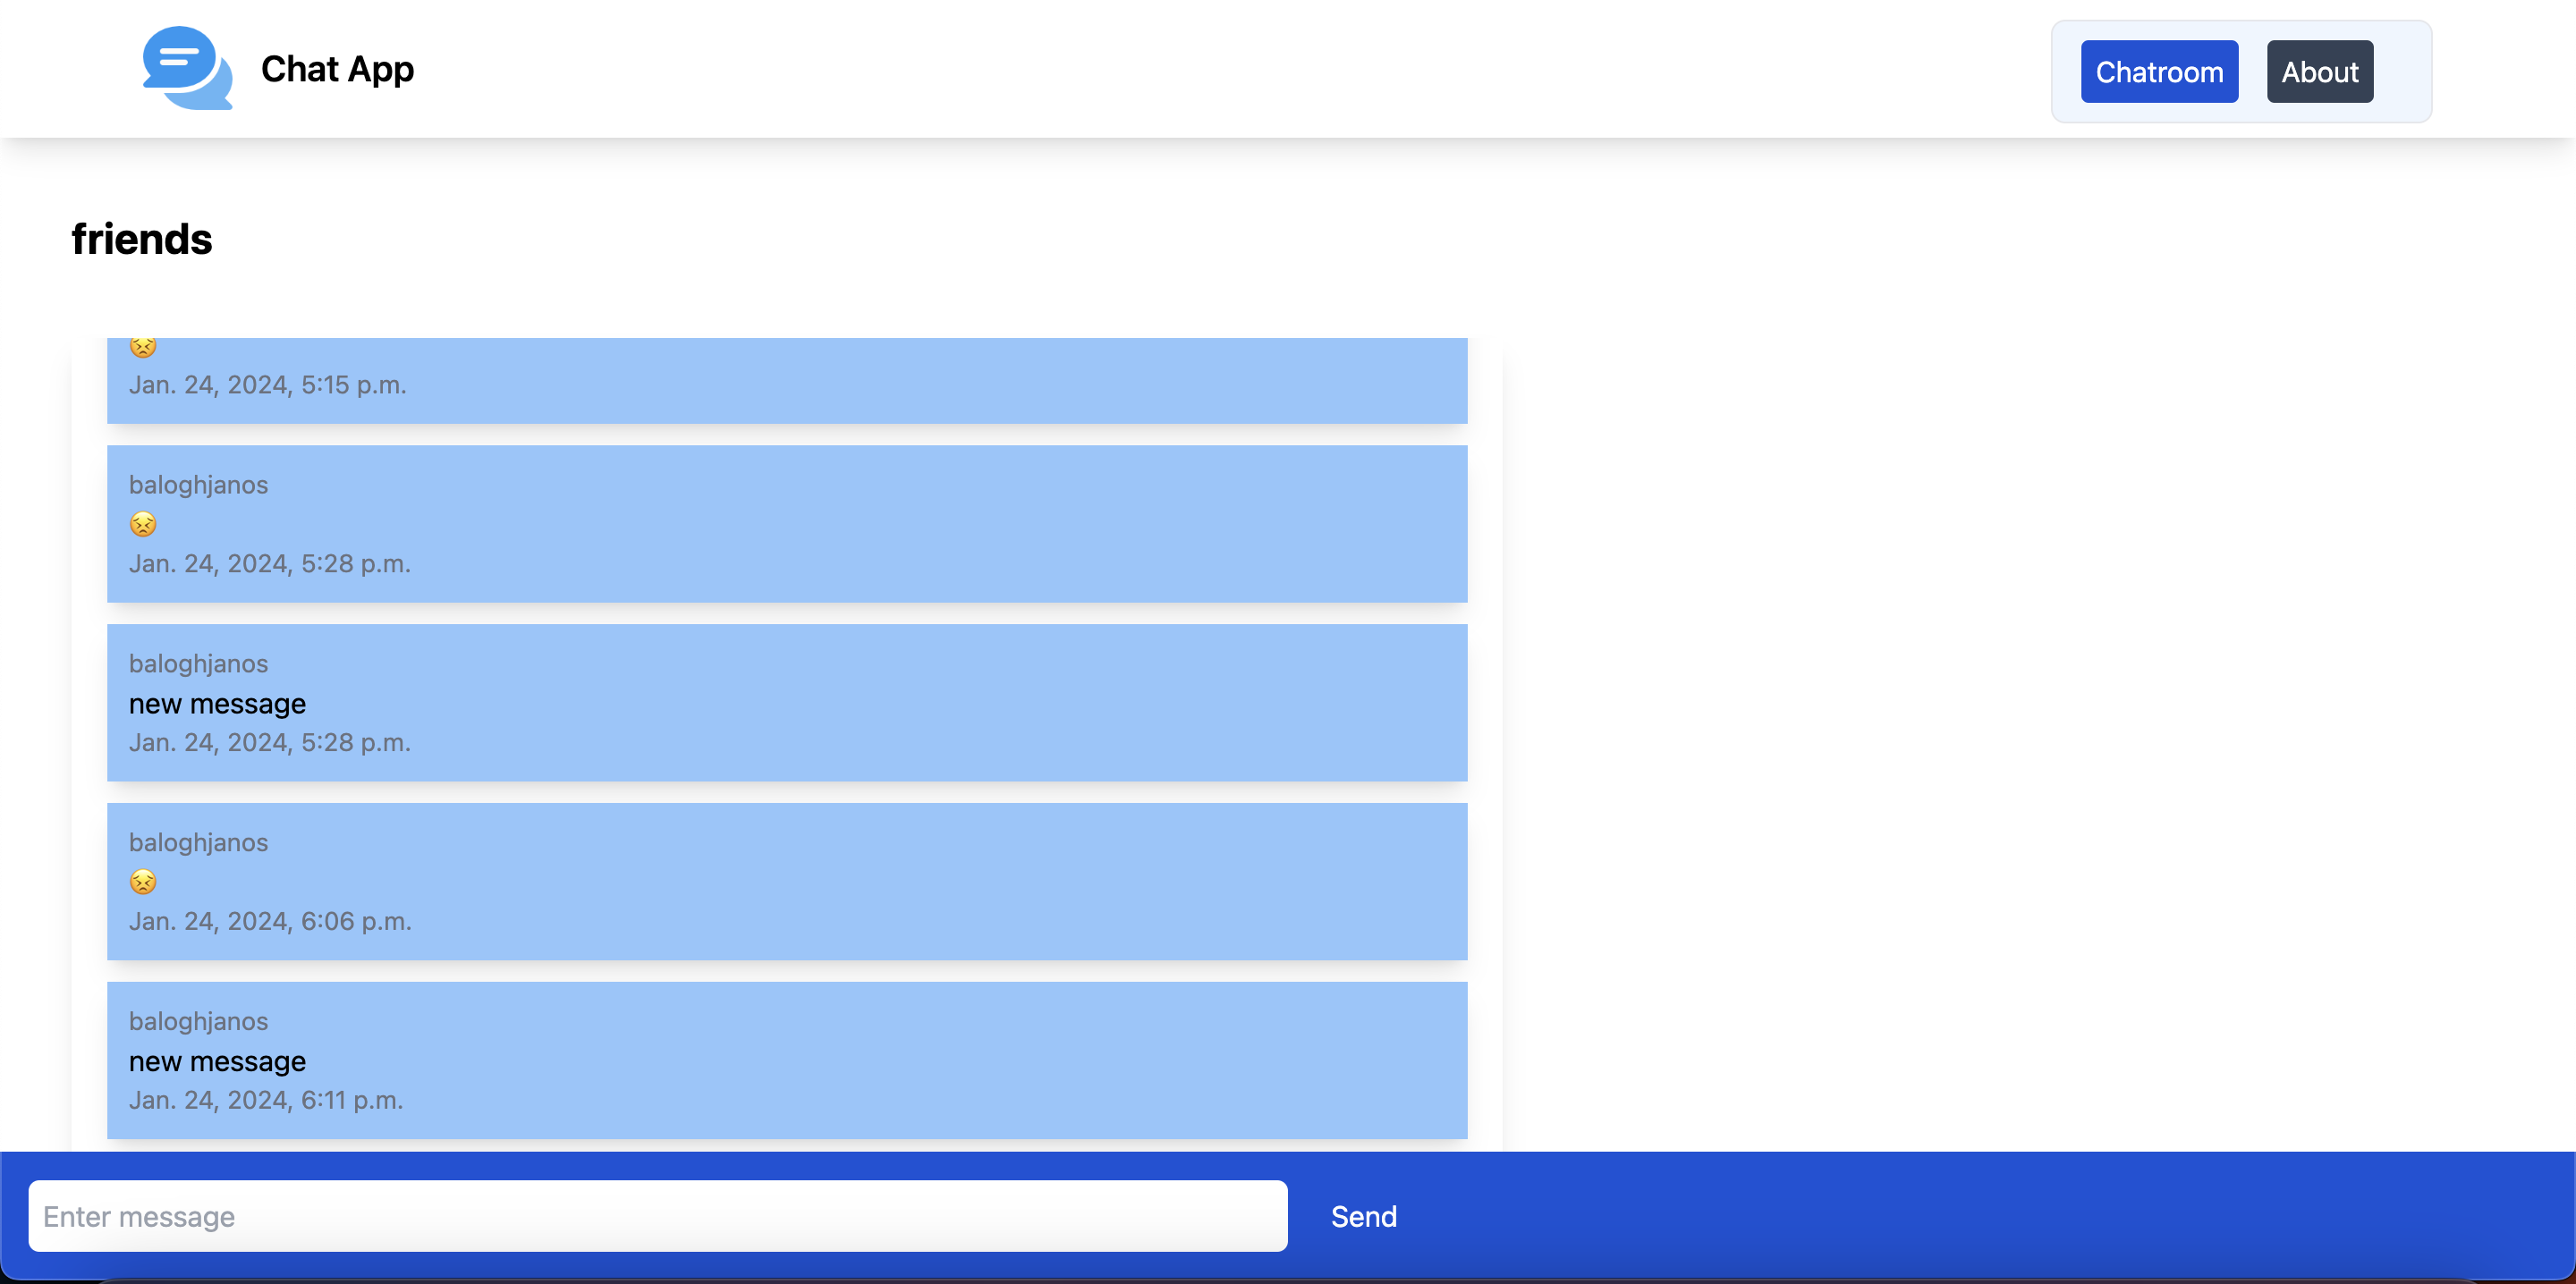 Chat App
Chatroom
About
friends
😣
Jan. 24, 2024, 5:15 p.m.
baloghjanos
😣
Jan. 24, 2024, 5:28 p.m.
baloghjanos
new message
Jan. 24, 2024, 5:28 p.m.
baloghjanos
😣
Jan. 24, 2024, 6:06 p.m.
baloghjanos
new message
Jan. 24, 2024, 6:11 p.m.
Enter message
Send